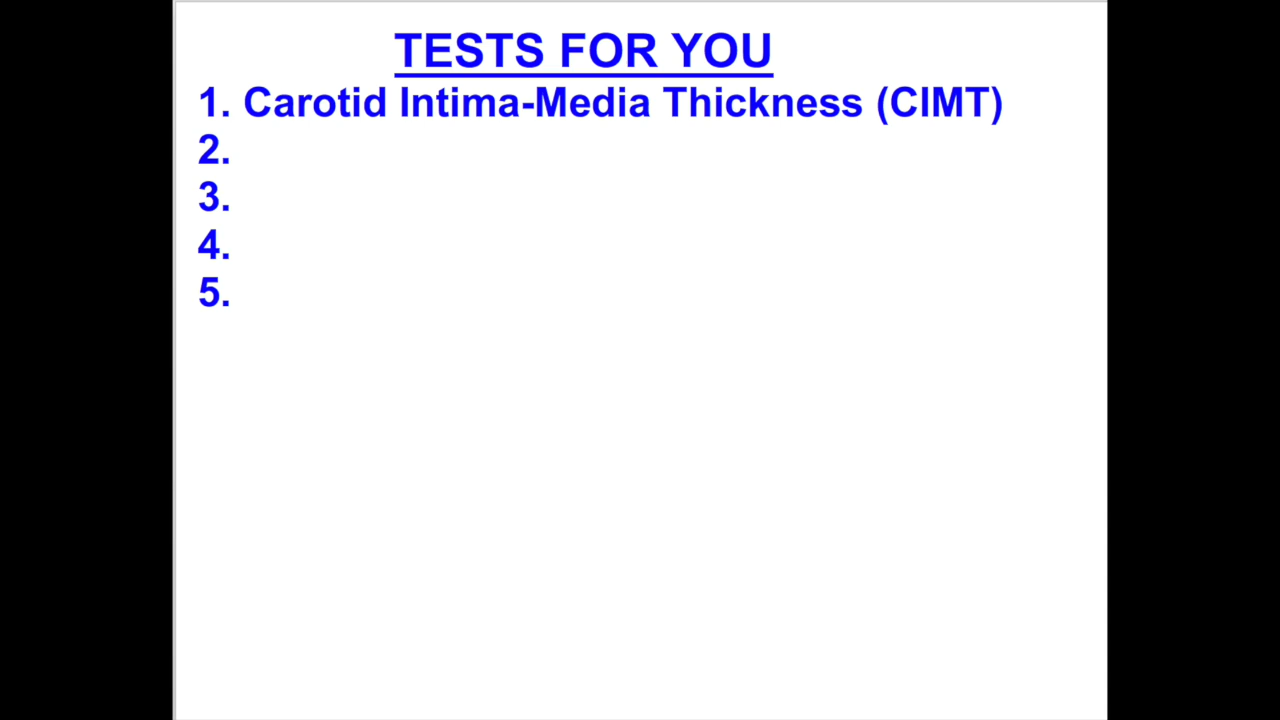 TESTS FOR YOU
1. Carotid Intima-Media Thickness (CIMT)
2.
3.
4.
5.